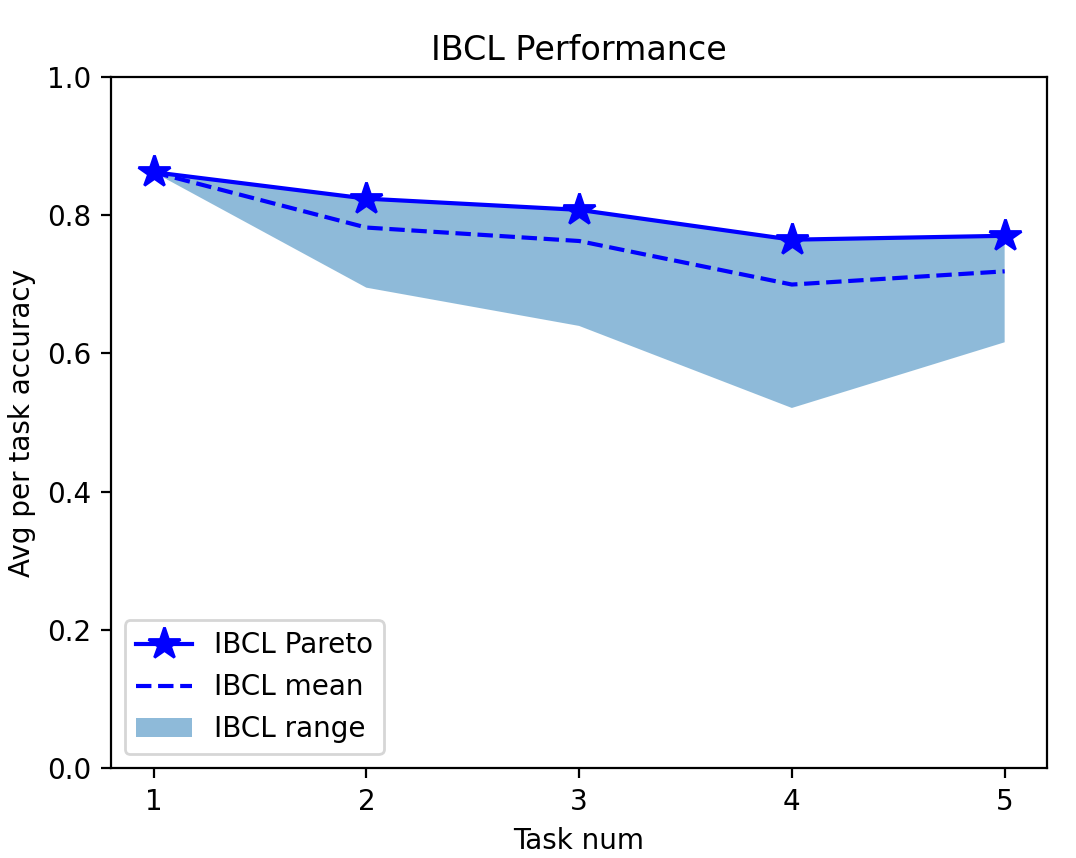 IBCL Performance
Avg per task accuracy
1.0
0.8
0.6
0.4
0.2
0.0
IBCL Pareto
IBCL mean
IBCL range
1 2 3 4 5
Task num